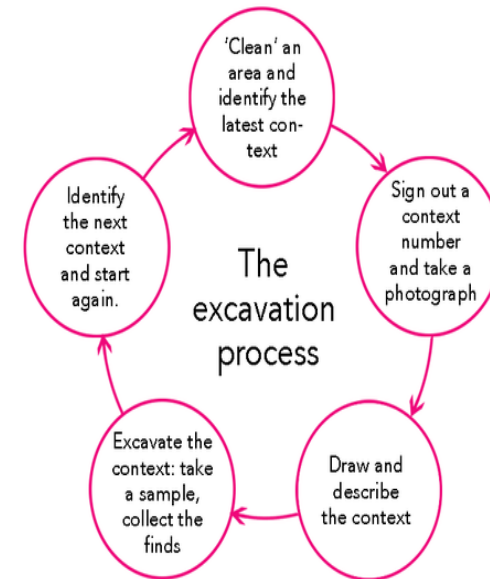 'Clean' an
area and
identify the
latest con-
text
Sign out a
context
number
and take a
photograph
Draw and
describe
the context
Excavate the
context: take
a sample,
collect the
finds
Identify
the next
context
and start
again.
The
excavation
process